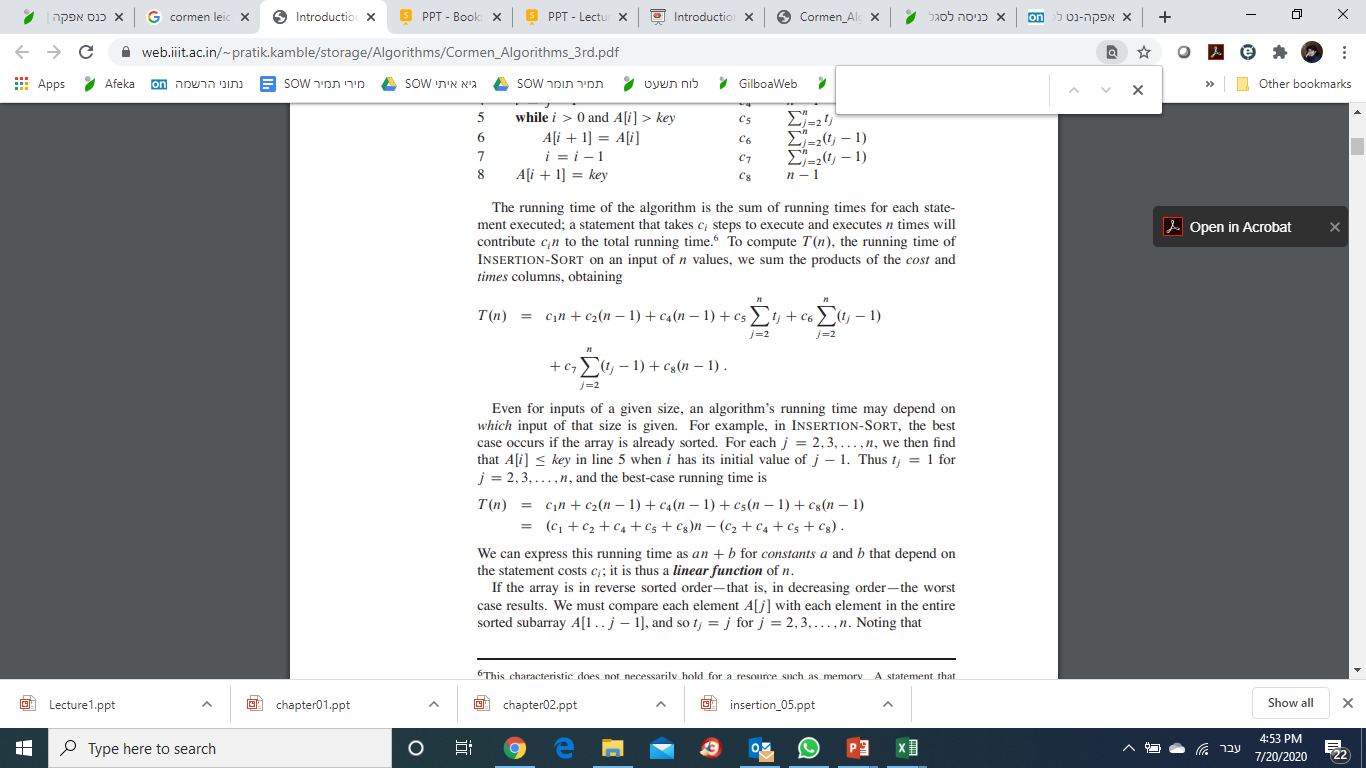 כנס אפקה
cormen leic
Introductio
PPT - Book
PPT - Lectu
Introduction
Cormen_Alg
כניסה לסגל
אפקה-נט לכ
web.iiit.ac.in/~pratik.kamble/storage/Algorithms/Cormen_Algorithms_3rd.pdf
Apps
Afeka
on נתוני הרשמה
SOW מירי תמיר
SOW גיא איתי
SOW תמיר תומר
לוח תשעט
GilboaWeb
»
Other bookmarks
5 while i > 0 and A[i] > key c₅ ∑ⁿⱼ₌₂ tⱼ
6 A[i + 1] = A[i] c₆ ∑ⁿⱼ₌₂(tⱼ − 1)
7 i = i − 1 c₇ ∑ⁿⱼ₌₂(tⱼ − 1)
8 A[i + 1] = key c₈ n − 1
The running time of the algorithm is the sum of running times for each state-
ment executed; a statement that takes cᵢ steps to execute and executes n times will
contribute cᵢn to the total running time.⁶ To compute T(n), the running time of
INSERTION-SORT on an input of n values, we sum the products of the cost and
times columns, obtaining
T(n) = c₁n + c₂(n − 1) + c₄(n − 1) + c₅ ∑ⁿⱼ₌₂ tⱼ + c₆ ∑ⁿⱼ₌₂ (tⱼ − 1)
+ c₇ ∑ⁿⱼ₌₂ (tⱼ − 1) + c₈(n − 1) .
Even for inputs of a given size, an algorithm's running time may depend on
which input of that size is given. For example, in INSERTION-SORT, the best
case occurs if the array is already sorted. For each j = 2, 3, . . . , n, we then find
that A[i] ≤ key in line 5 when i has its initial value of j − 1. Thus tⱼ = 1 for
j = 2, 3, . . . , n, and the best-case running time is
T(n) = c₁n + c₂(n − 1) + c₄(n − 1) + c₅(n − 1) + c₈(n − 1)
= (c₁ + c₂ + c₄ + c₅ + c₈)n − (c₂ + c₄ + c₅ + c₈) .
We can express this running time as an + b for constants a and b that depend on
the statement costs cᵢ; it is thus a linear function of n.
If the array is in reverse sorted order—that is, in decreasing order—the worst
case results. We must compare each element A[j] with each element in the entire
sorted subarray A[1 . . j − 1], and so tⱼ = j for j = 2, 3, . . . , n. Noting that
⁶This characteristic does not necessarily hold for a resource such as memory. A statement that
Open in Acrobat
Lecture1.ppt
chapter01.ppt
chapter02.ppt
insertion_05.ppt
Show all
Type here to search
עבר
4:53 PM
7/20/2020
22